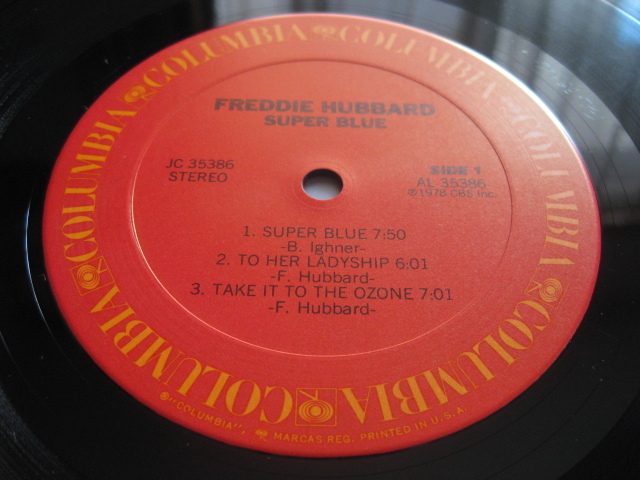 COLUMBIA COLUMBIA COLUMBIA COLUMBIA COLUMBIA COLUMBIA
FREDDIE HUBBARD
SUPER BLUE
JC 35386
STEREO
SIDE 1
AL 35386
℗1978 CBS Inc.
1. SUPER BLUE 7:50
-B. Ighner-
2. TO HER LADYSHIP 6:01
-F. Hubbard-
3. TAKE IT TO THE OZONE 7:01
-F. Hubbard-
®"COLUMBIA", MARCAS REG. PRINTED IN U.S.A.